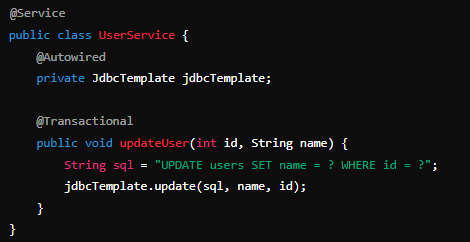 @Service
public class UserService {
    @Autowired
    private JdbcTemplate jdbcTemplate;

    @Transactional
    public void updateUser(int id, String name) {
        String sql = "UPDATE users SET name = ? WHERE id = ?";
        jdbcTemplate.update(sql, name, id);
    }
}